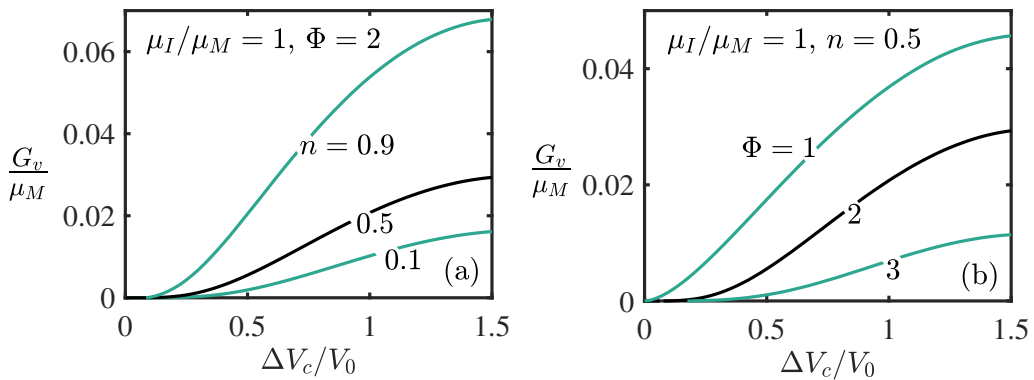 μ_I/μ_M = 1, Φ = 2
0.06
0.04
0.02
0
G_v/μ_M
n = 0.9
0.5
0.1
(a)
0 0.5 1 1.5
ΔV_c/V_0
μ_I/μ_M = 1, n = 0.5
0.04
0.02
0
G_v/μ_M
Φ = 1
2
3
(b)
0 0.5 1 1.5
ΔV_c/V_0